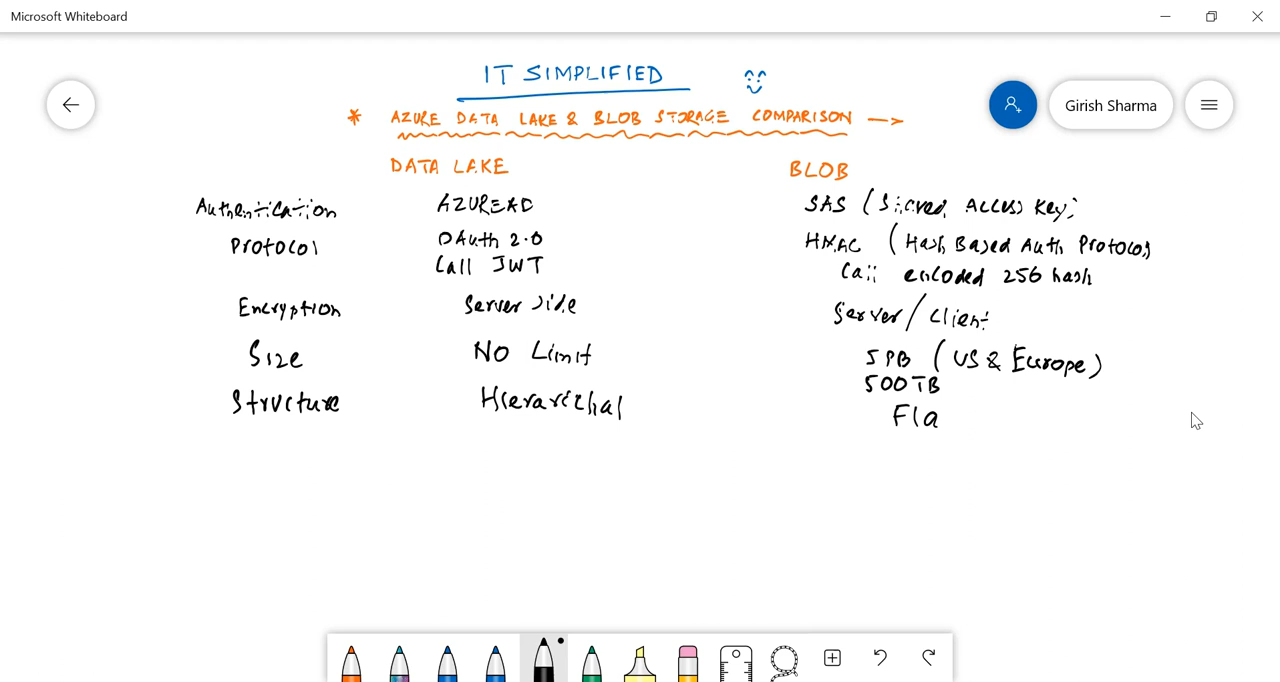 Microsoft Whiteboard
IT SIMPLIFIED
Girish Sharma
* AZURE DATA LAKE & BLOB STORAGE COMPARISON →
DATA LAKE BLOB
Authentication AZUREAD SAS (Shared Access Key)
Protocol OAuth 2.0 HMAC (Hash Based Auth Protocol)
Call JWT Call encoded 256 hash
Encryption Server side Server/Client
Size No Limit 5PB (US & Europe)
500TB
Structure Hierarichal Fla